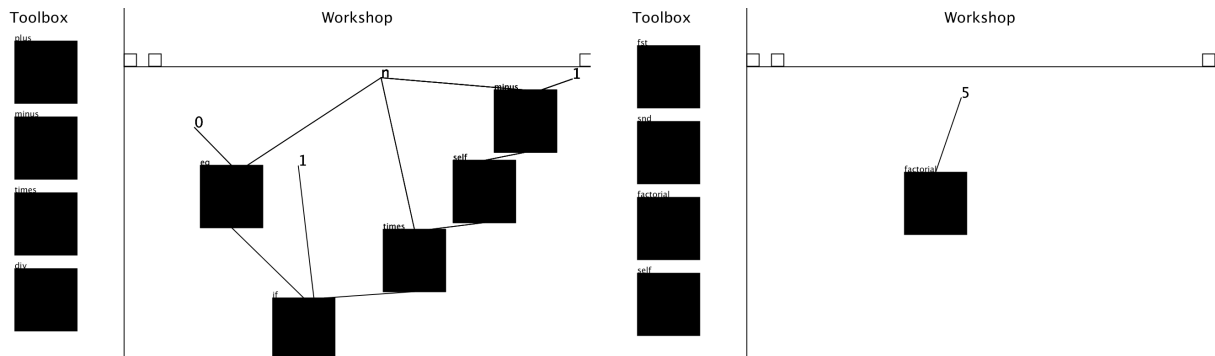 Toolbox
Workshop
plus
minus
times
div
n
1
minus
0
1
self
eq
times
if
Toolbox
Workshop
fst
snd
factorial
self
5
factorial